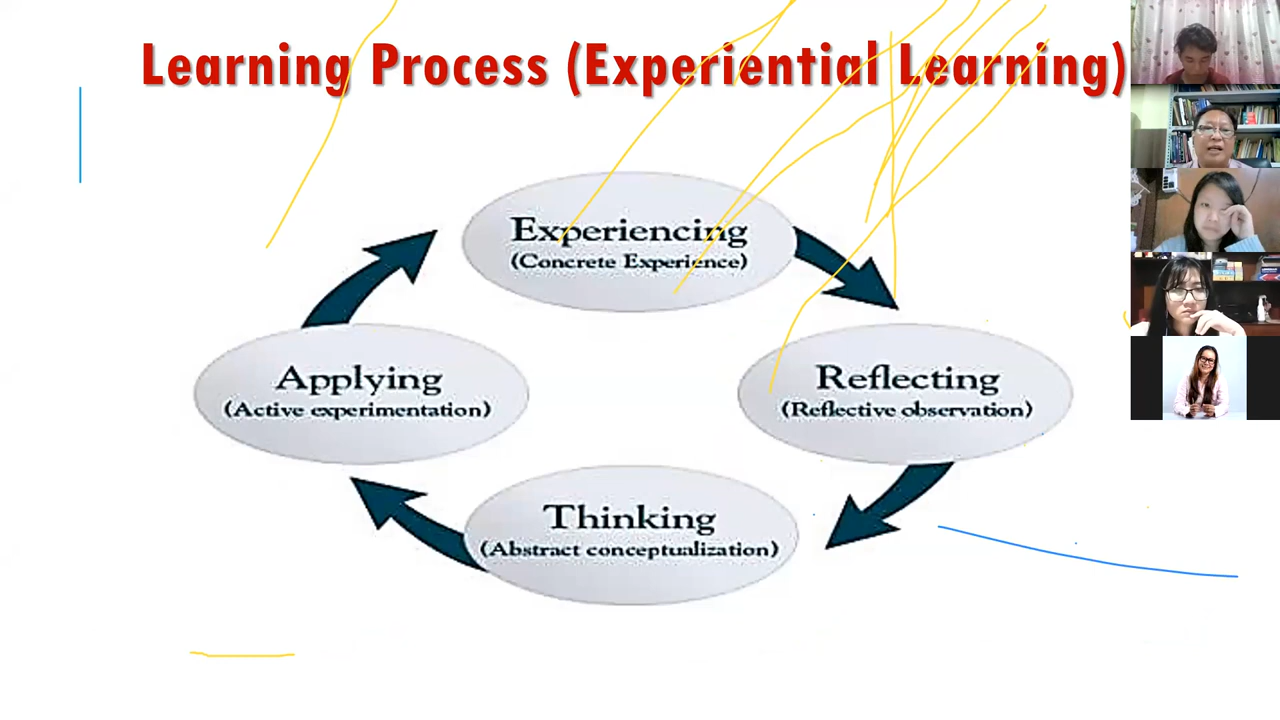 Learning Process (Experiential Learning)
Experiencing
(Concrete Experience)
Applying
(Active experimentation)
Reflecting
(Reflective observation)
Thinking
(Abstract conceptualization)